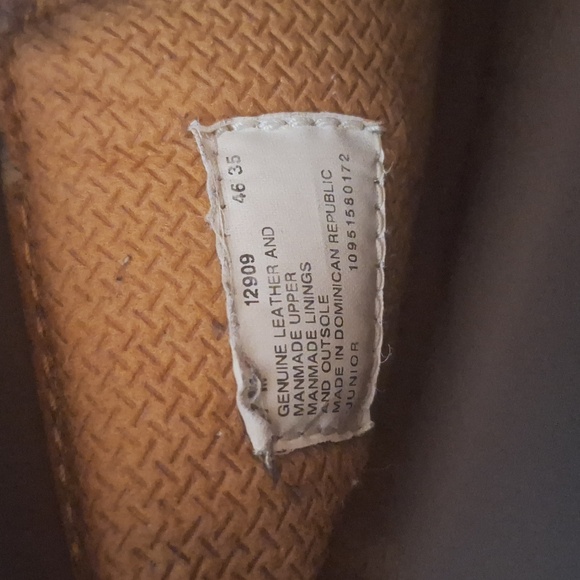 12909 46 35
GENUINE LEATHER AND
MANMADE UPPER
MANMADE LININGS
AND OUTSOLE
MADE IN DOMINICAN REPUBLIC
JUNIOR 10951580172